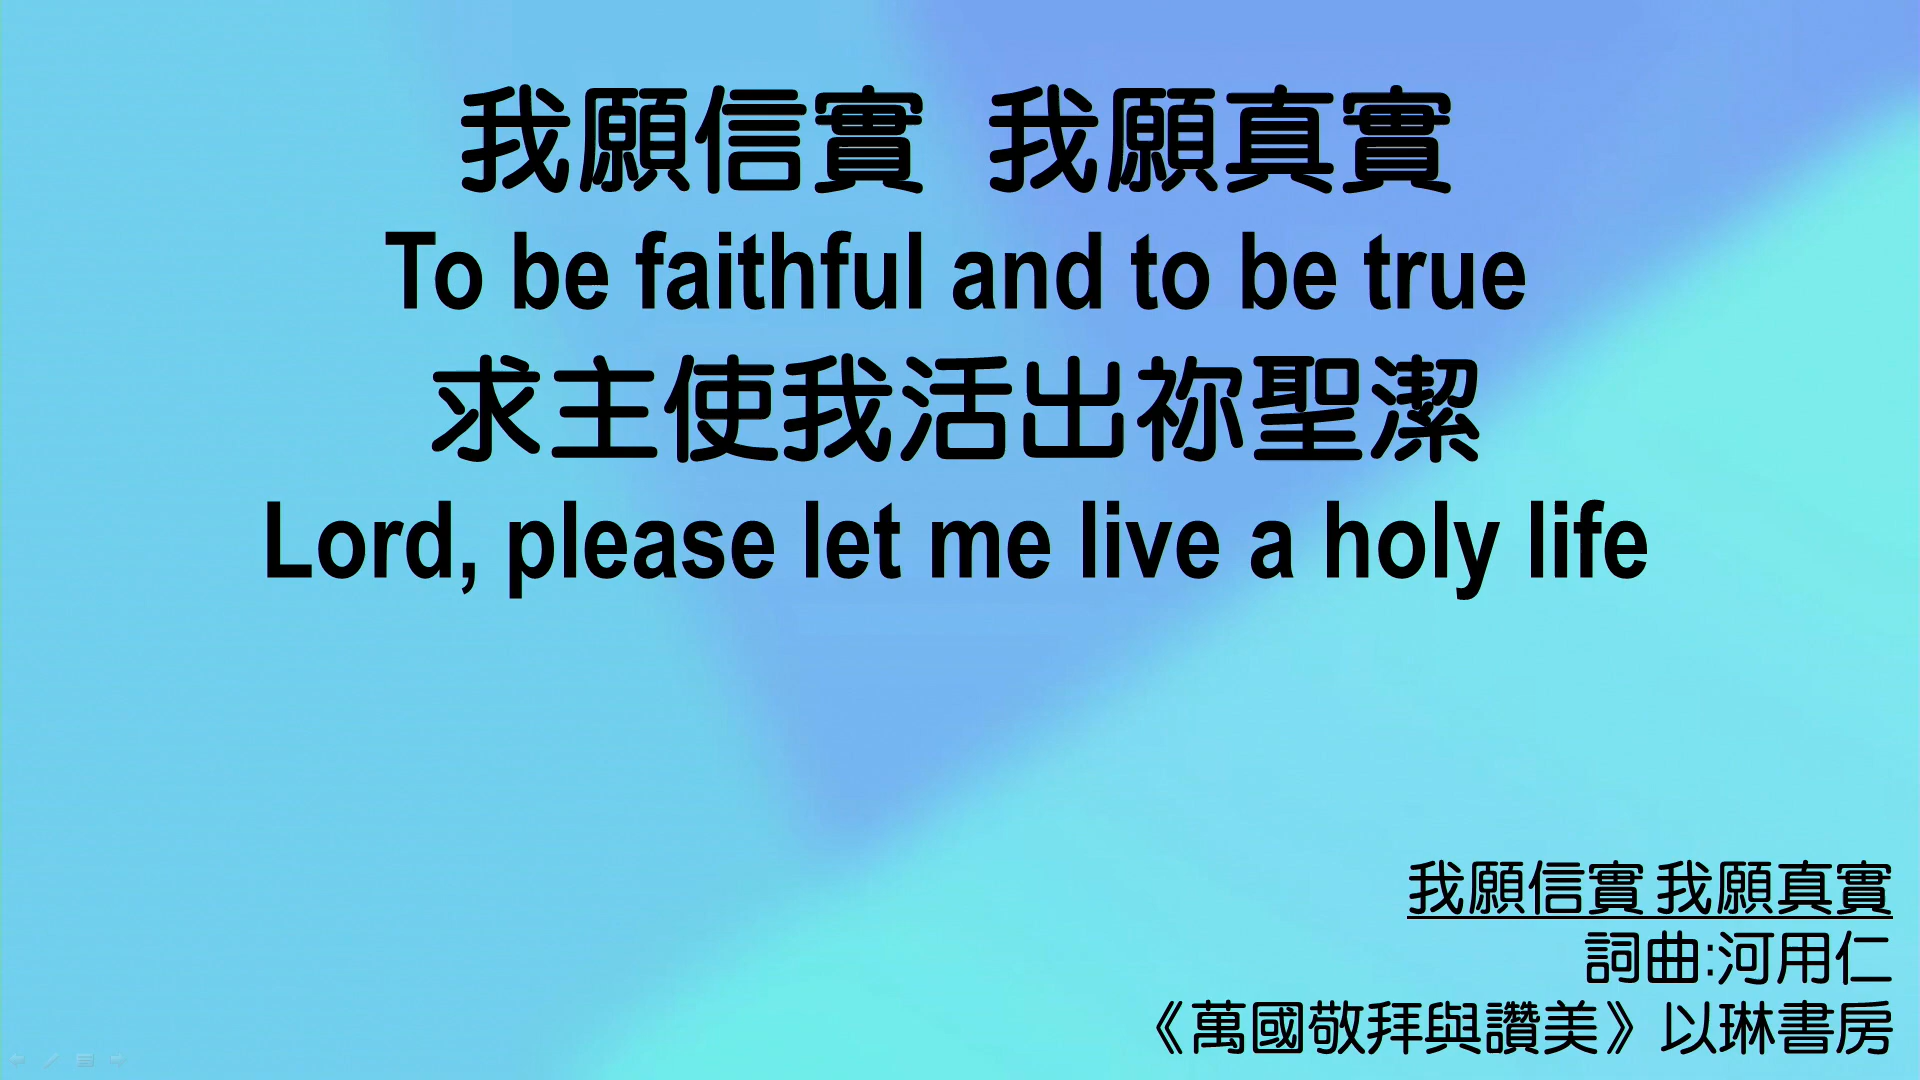 我願信實 我願真實
To be faithful and to be true
求主使我活出祢聖潔
Lord, please let me live a holy life
我願信實 我願真實
詞曲:河用仁
《萬國敬拜與讚美》以琳書房